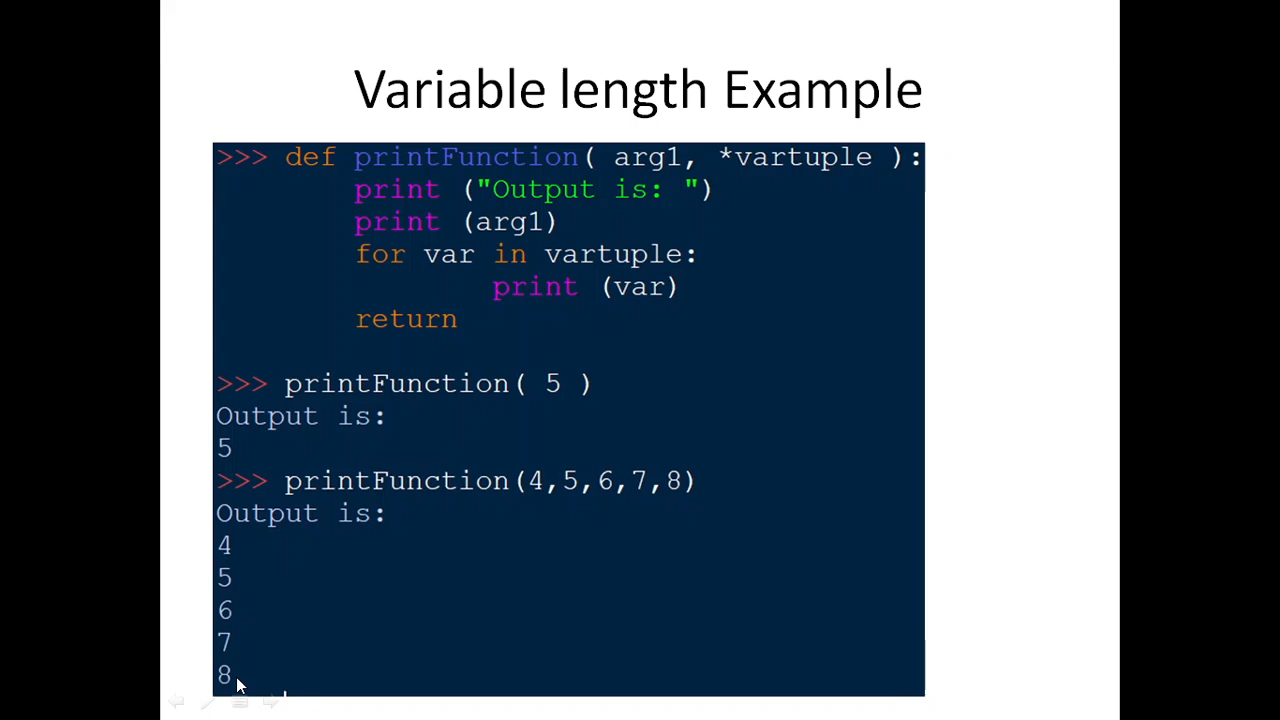 Variable length Example
>>> def printFunction( arg1, *vartuple ):
        print ("Output is: ")
        print (arg1)
        for var in vartuple:
                print (var)
        return
>>> printFunction( 5 )
Output is:
5
>>> printFunction(4,5,6,7,8)
Output is:
4
5
6
7
8